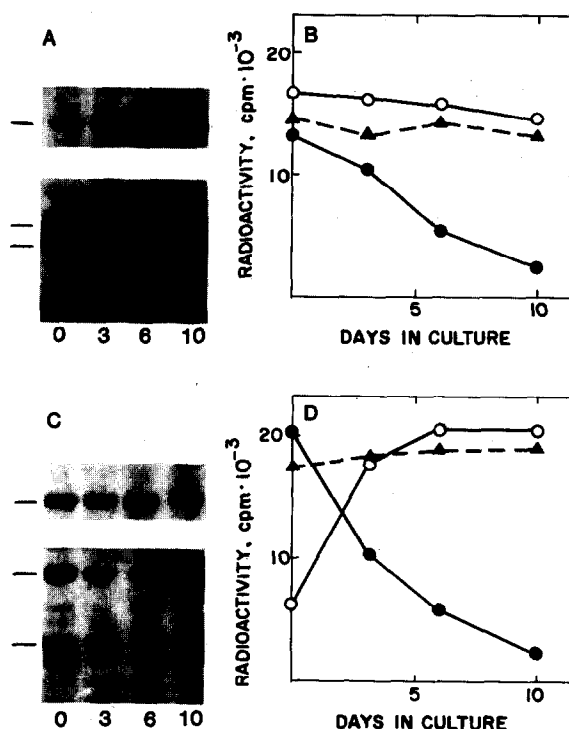 A
0 3 6 10
B
RADIOACTIVITY, cpm·10⁻³
20
10
5 10
DAYS IN CULTURE
C
0 3 6 10
D
RADIOACTIVITY, cpm·10⁻³
20
10
5 10
DAYS IN CULTURE